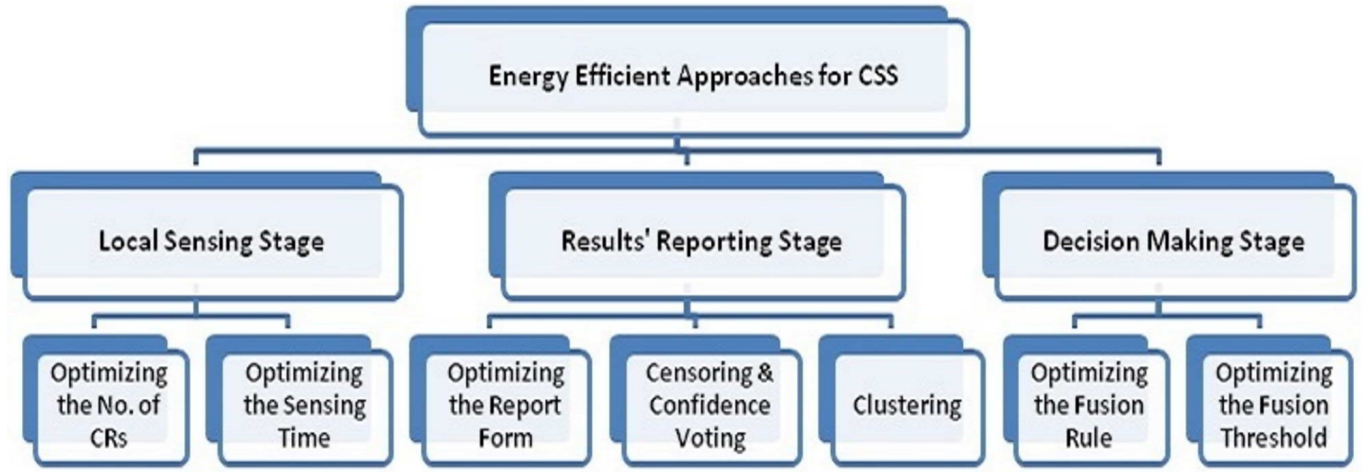 Energy Efficient Approaches for CSS
Local Sensing Stage
Results' Reporting Stage
Decision Making Stage
Optimizing
the No. of
CRs
Optimizing
the Sensing
Time
Optimizing
the Report
Form
Censoring &
Confidence
Voting
Clustering
Optimizing
the Fusion
Rule
Optimizing
the Fusion
Threshold